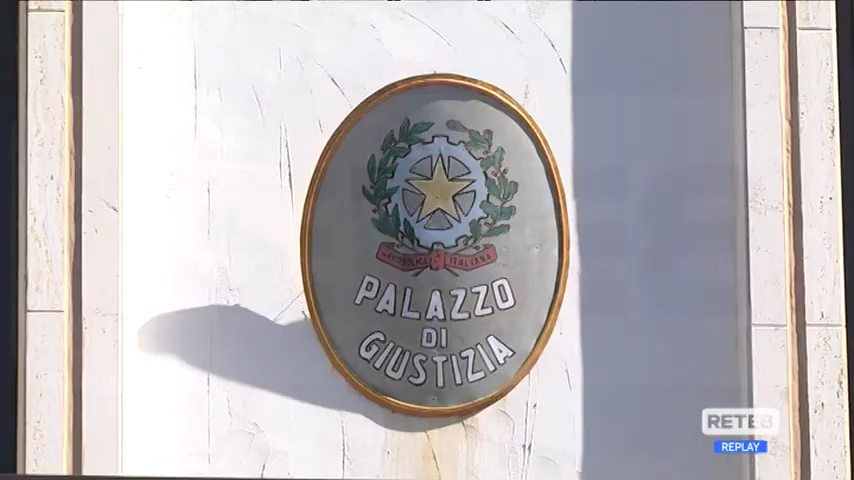 REPUBBLICA ITALIANA
PALAZZO
DI
GIUSTIZIA
RETE8
REPLAY